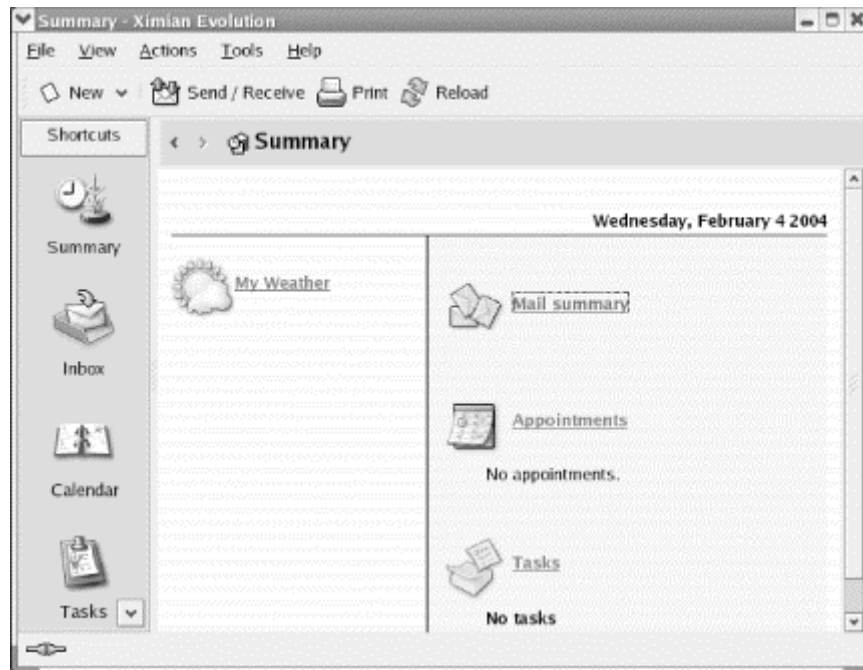 Summary - Ximian Evolution
File View Actions Tools Help
New Send / Receive Print Reload
Shortcuts
Summary
Wednesday, February 4 2004
Summary
My Weather
Mail summary
Inbox
Appointments
No appointments.
Calendar
Tasks
Tasks
No tasks